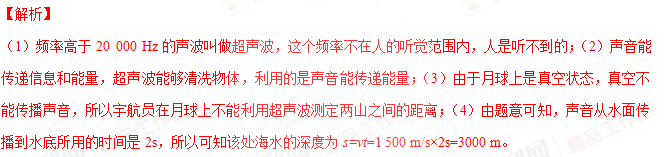 【解析】
（1）频率高于 20 000 Hz 的声波叫做超声波，这个频率不在人的听觉范围内，人是听不到的；（2）声音能
传递信息和能量，超声波能够清洗物体，利用的是声音能传递能量；（3）由于月球上是真空状态，真空不
能传播声音，所以宇航员在月球上不能利用超声波测定两山之间的距离；（4）由题意可知，声音从水面传
播到水底所用的时间是 2s，所以可知该处海水的深度为 s=vt=1 500 m/s×2s=3000 m。